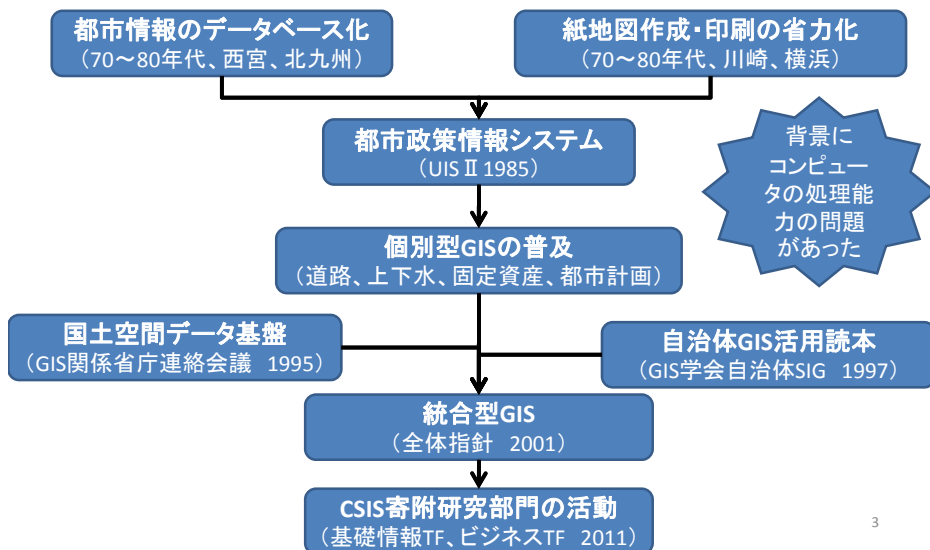 都市情報のデータベース化
（70～80年代、西宮、北九州）
紙地図作成・印刷の省力化
（70～80年代、川崎、横浜）
都市政策情報システム
（UISⅡ1985）
背景に
コンピュー
タの処理能
力の問題
があった
個別型GISの普及
（道路、上下水、固定資産、都市計画）
国土空間データ基盤
（GIS関係省庁連絡会議 1995）
自治体GIS活用読本
（GIS学会自治体SIG 1997）
統合型GIS
（全体指針 2001）
CSIS寄附研究部門の活動
（基礎情報TF、ビジネスTF 2011）
3